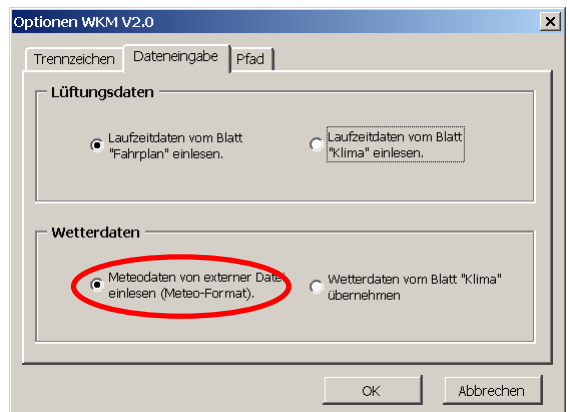 Optionen WKM V2.0
Trennzeichen Dateneingabe Pfad
Lüftungsdaten
Laufzeitdaten vom Blatt
"Fahrplan" einlesen.
Laufzeitdaten vom Blatt
"Klima" einlesen.
Wetterdaten
Meteodaten von externer Datei
einlesen (Meteo-Format).
Wetterdaten vom Blatt "Klima"
übernehmen
OK Abbrechen